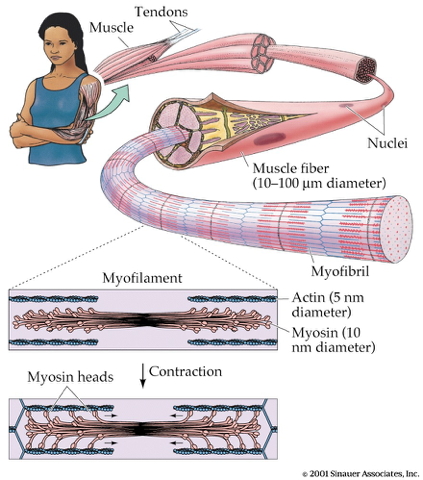 Tendons
Muscle
Nuclei
Muscle fiber
(10–100 µm diameter)
Myofibril
Myofilament
Actin (5 nm
diameter)
Myosin (10
nm diameter)
Contraction
Myosin heads
© 2001 Sinauer Associates, Inc.